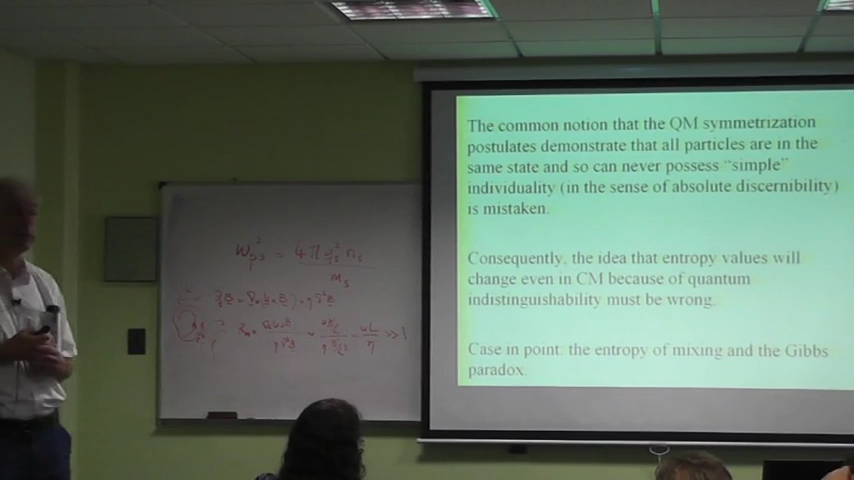 The common notion that the QM symmetrization
postulates demonstrate that all particles are in the
same state and so can never possess “simple”
individuality (in the sense of absolute discernibility)
is mistaken.
Consequently, the idea that entropy values will
change even in CM because of quantum
indistinguishability must be wrong.
Case in point: the entropy of mixing and the Gibbs
paradox.